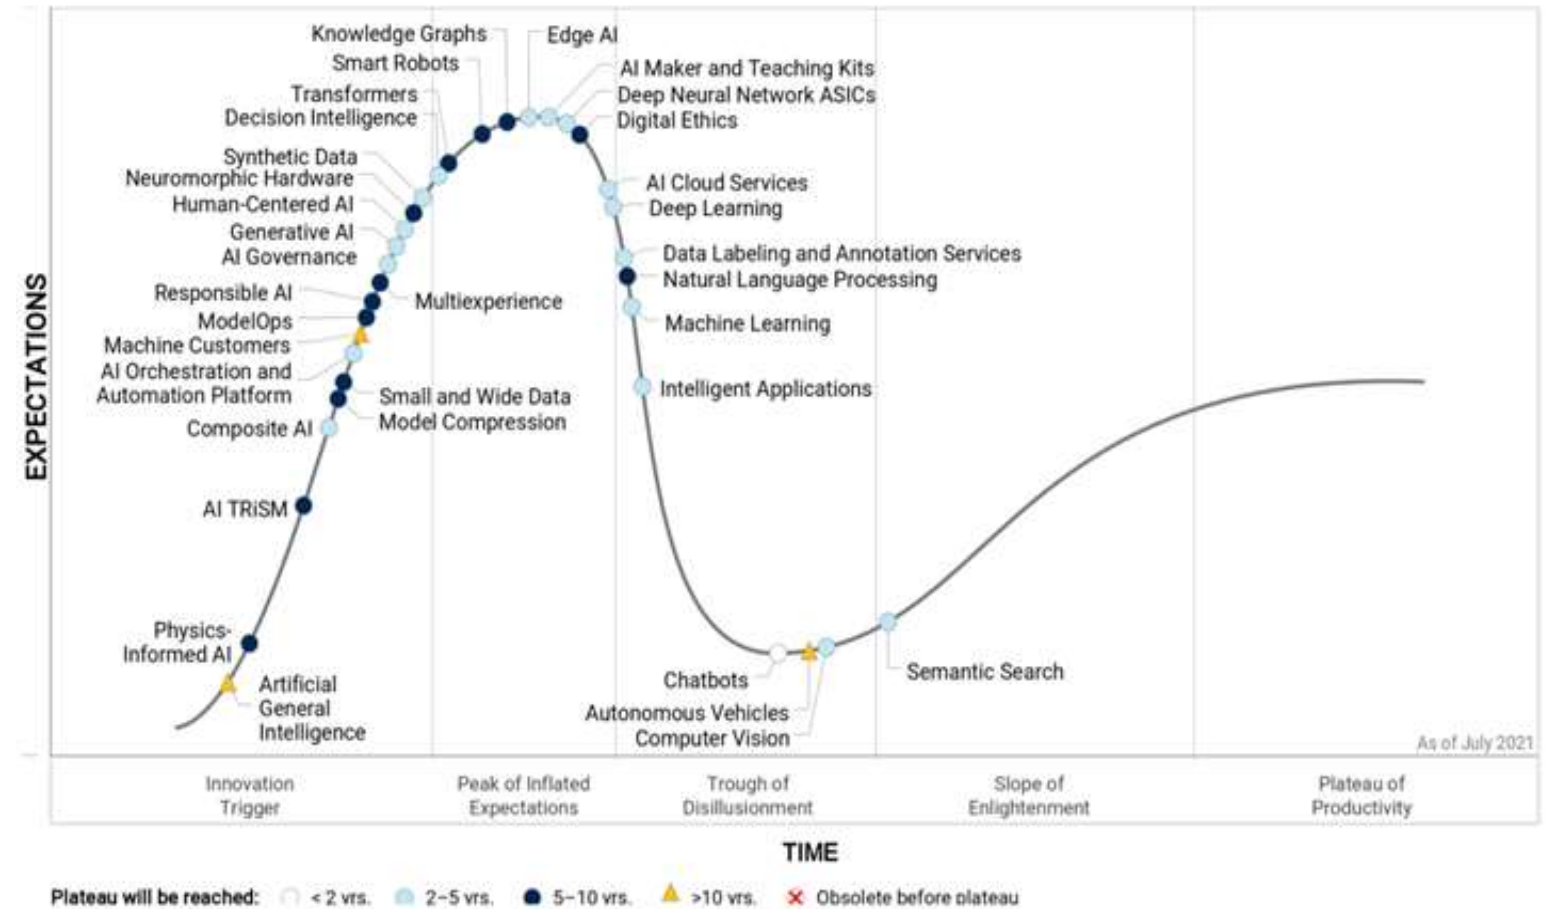 Knowledge Graphs
Edge AI
Smart Robots
AI Maker and Teaching Kits
Transformers
Deep Neural Network ASICs
Decision Intelligence
Digital Ethics
Synthetic Data
Neuromorphic Hardware
AI Cloud Services
Human-Centered AI
Deep Learning
Generative AI
AI Governance
Data Labeling and Annotation Services
Natural Language Processing
Responsible AI
Multiexperience
ModelOps
Machine Learning
Machine Customers
AI Orchestration and
Automation Platform
Intelligent Applications
Small and Wide Data
Model Compression
Composite AI
AI TRiSM
Physics-
Informed AI
Artificial
General
Intelligence
Chatbots
Autonomous Vehicles
Computer Vision
Semantic Search
EXPECTATIONS
As of July 2021
Innovation
Trigger
Peak of Inflated
Expectations
Trough of
Disillusionment
Slope of
Enlightenment
Plateau of
Productivity
TIME
Plateau will be reached: < 2 yrs. 2–5 yrs. 5–10 yrs. >10 yrs. Obsolete before plateau